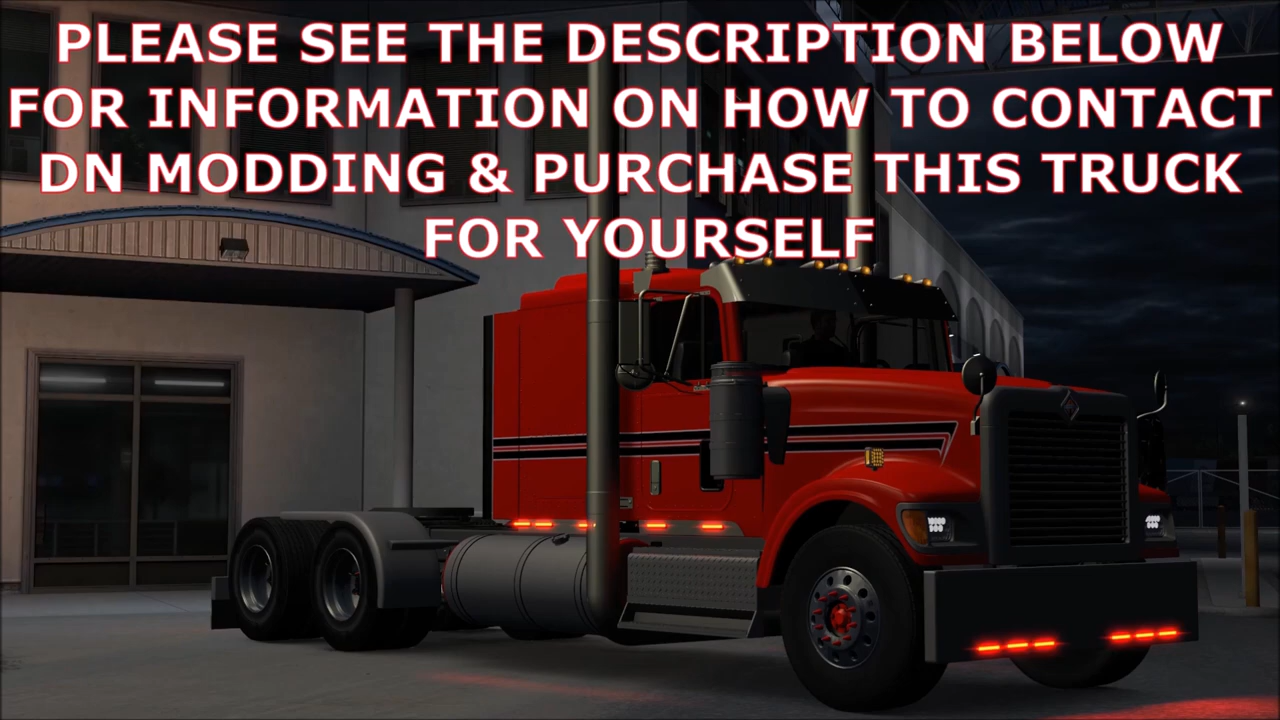 PLEASE SEE THE DESCRIPTION BELOW
FOR INFORMATION ON HOW TO CONTACT
DN MODDING & PURCHASE THIS TRUCK
FOR YOURSELF